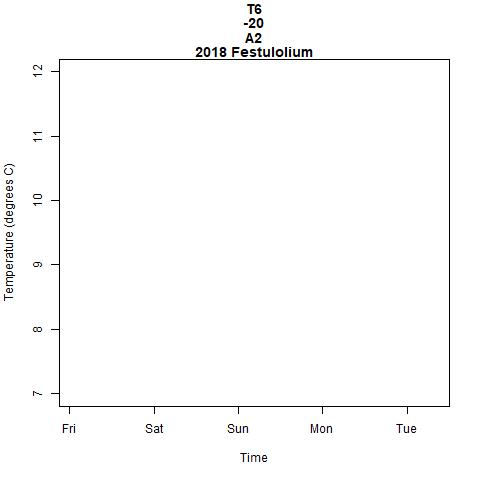 T6
-20
A2
2018 Festulolium
12
11
10
9
8
7
Temperature (degrees C)
Fri Sat Sun Mon Tue
Time